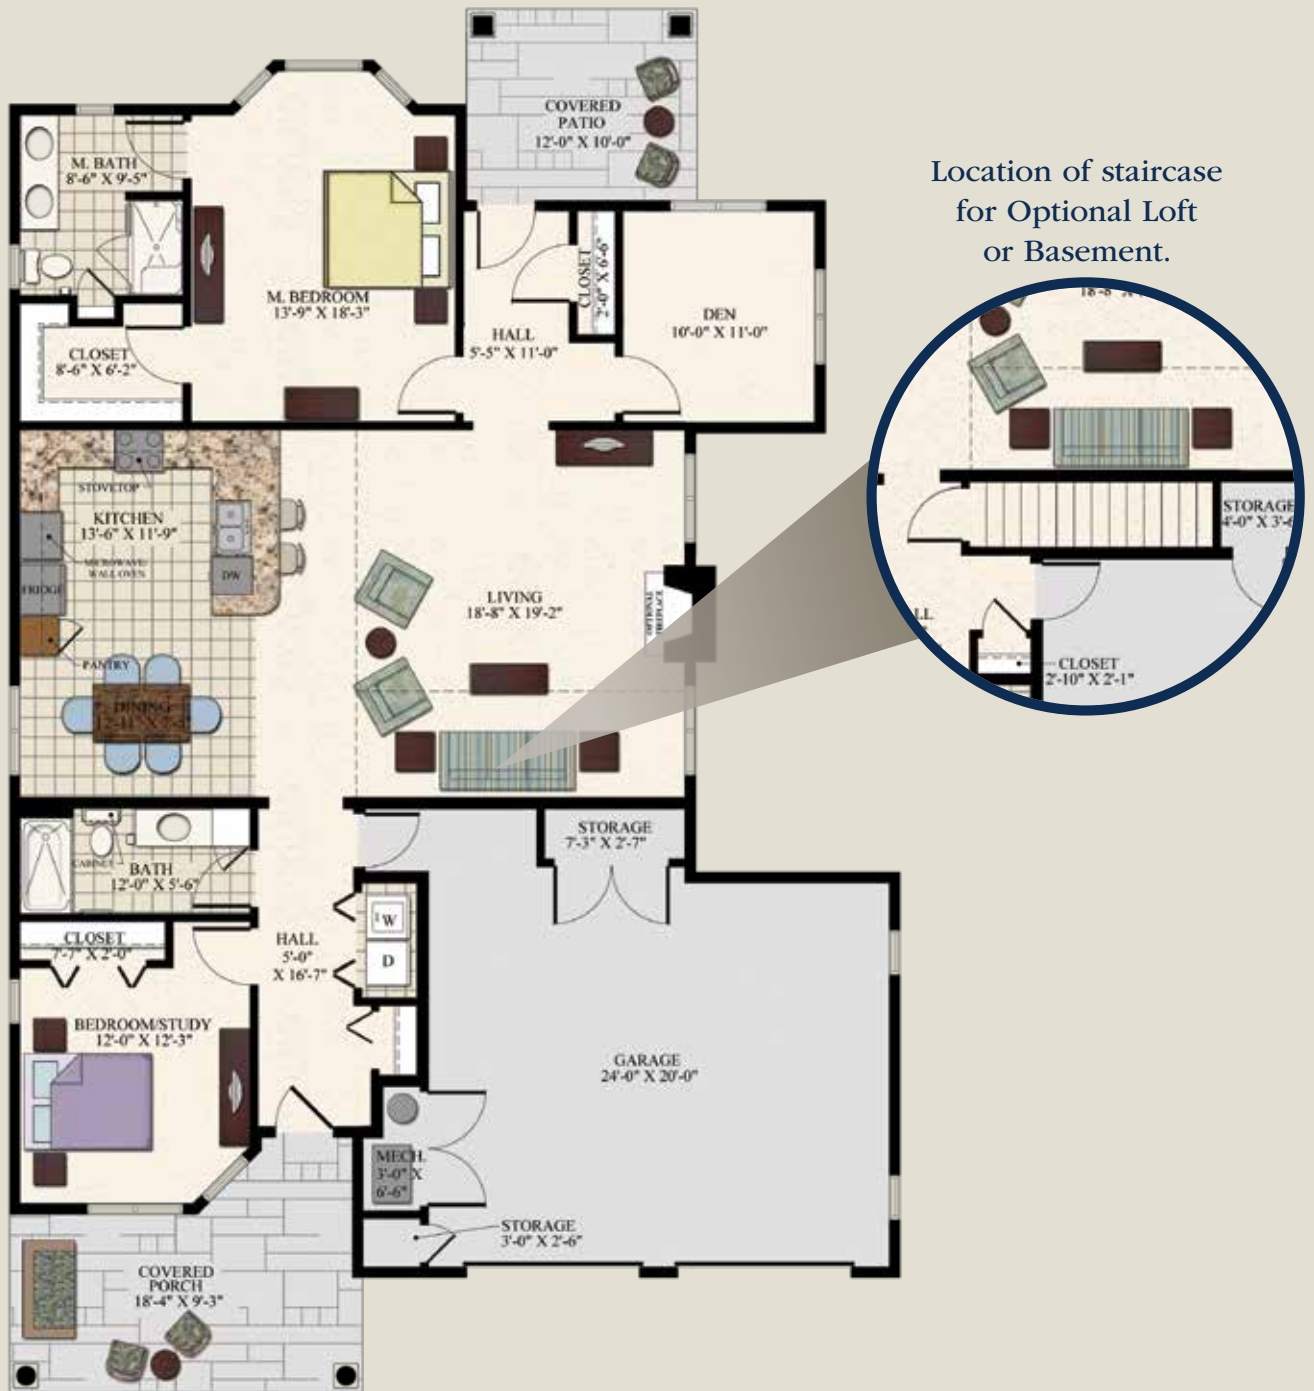 COVERED
PATIO
12'-0" X 10'-0"
M. BATH
8'-6" X 9'-5"
Location of staircase
for Optional Loft
or Basement.
CLOSET
2'-0" X 6'-6"
M. BEDROOM
13'-9" X 18'-3"
DEN
10'-0" X 11'-0"
HALL
5'-5" X 11'-0"
CLOSET
8'-6" X 6'-2"
STOVETOP
KITCHEN
13'-6" X 11'-9"
MICROWAVE/
WALL OVEN
FRIDGE
DW
LIVING
18'-8" X 19'-2"
OPTIONAL
FIREPLACE
PANTRY
DINING
STORAGE
4'-0" X 3'-6
CLOSET
2'-10" X 2'-1"
STORAGE
7'-3" X 2'-7"
CABINET
BATH
12'-0" X 5'-6"
W
D
CLOSET
7'-7" X 2'-0"
HALL
5'-0"
X 16'-7"
BEDROOM/STUDY
12'-0" X 12'-3"
GARAGE
24'-0" X 20'-0"
MECH.
3'-0" X
6'-6"
STORAGE
3'-0" X 2'-6"
COVERED
PORCH
18'-4" X 9'-3"